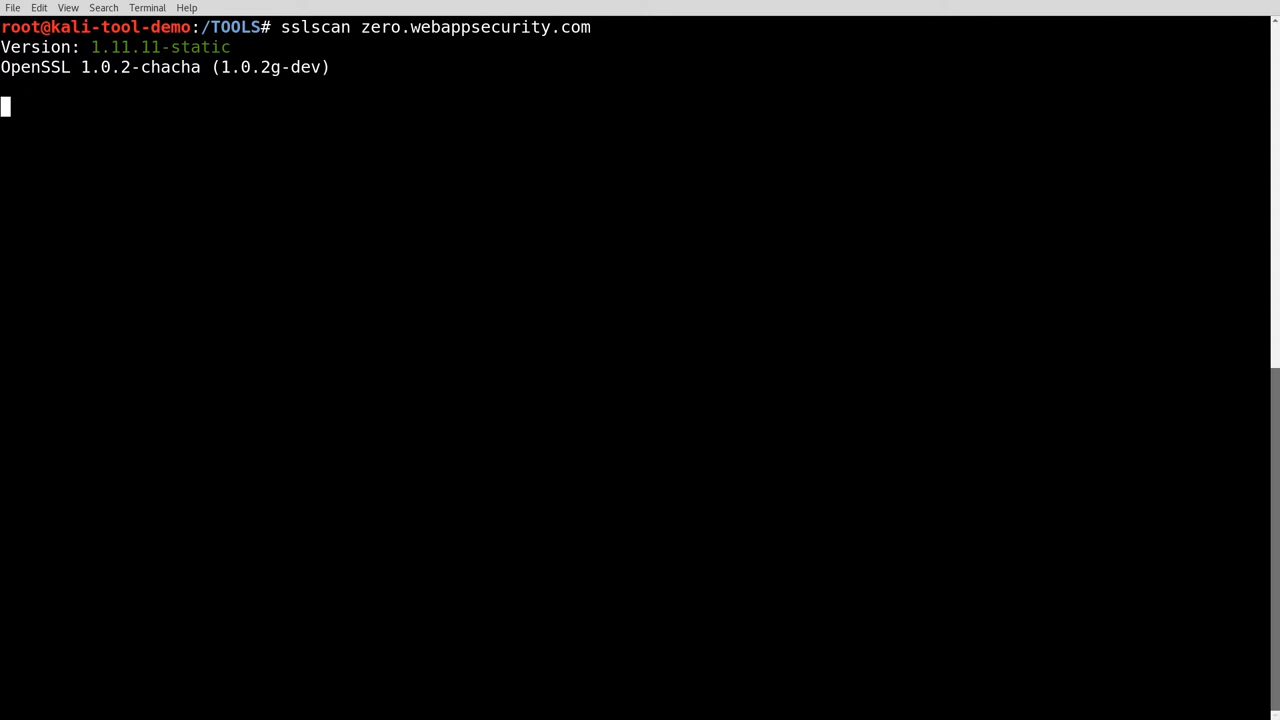 File Edit View Search Terminal Help
root@kali-tool-demo:/TOOLS# sslscan zero.webappsecurity.com
Version: 1.11.11-static
OpenSSL 1.0.2-chacha (1.0.2g-dev)